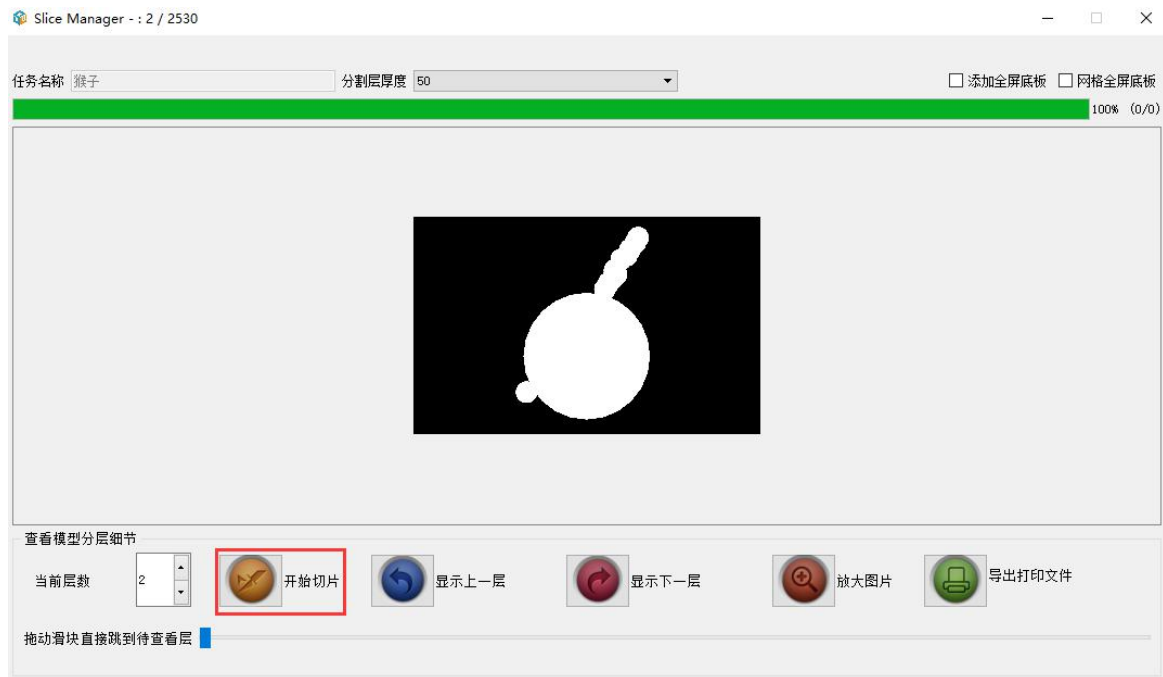 Slice Manager - : 2 / 2530
任务名称 猴子 分割层厚度 50 添加全屏底板 网格全屏底板
100% (0/0)
查看模型分层细节
当前层数 2 开始切片 显示上一层 显示下一层 放大图片 导出打印文件
拖动滑块直接跳到待查看层